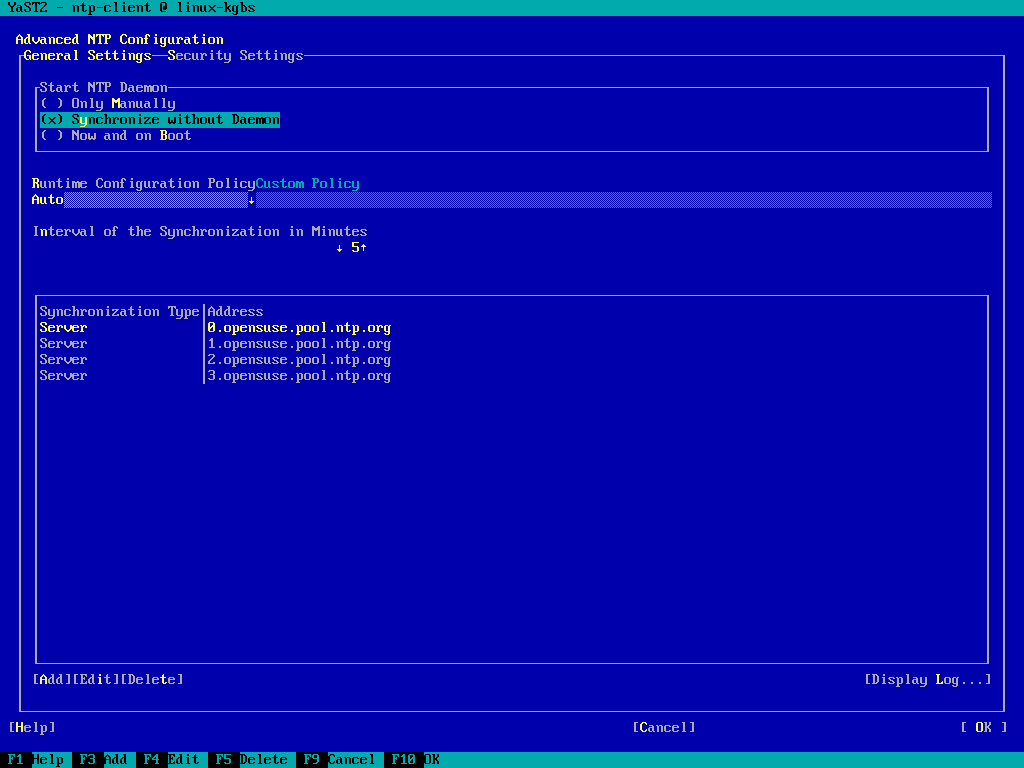 YaST2 - ntp-client @ linux-kgbs
Advanced NTP Configuration
General Settings Security Settings
Start NTP Daemon
( ) Only Manually
(x) Synchronize without Daemon
( ) Now and on Boot
Runtime Configuration Policy Custom Policy
Auto ↓
Interval of the Synchronization in Minutes
↓ 5↑
Synchronization Type Address
Server 0.opensuse.pool.ntp.org
Server 1.opensuse.pool.ntp.org
Server 2.opensuse.pool.ntp.org
Server 3.opensuse.pool.ntp.org
[Add][Edit][Delete] [Display Log...]
[Help] [Cancel] [ OK ]
F1 Help F3 Add F4 Edit F5 Delete F9 Cancel F10 OK